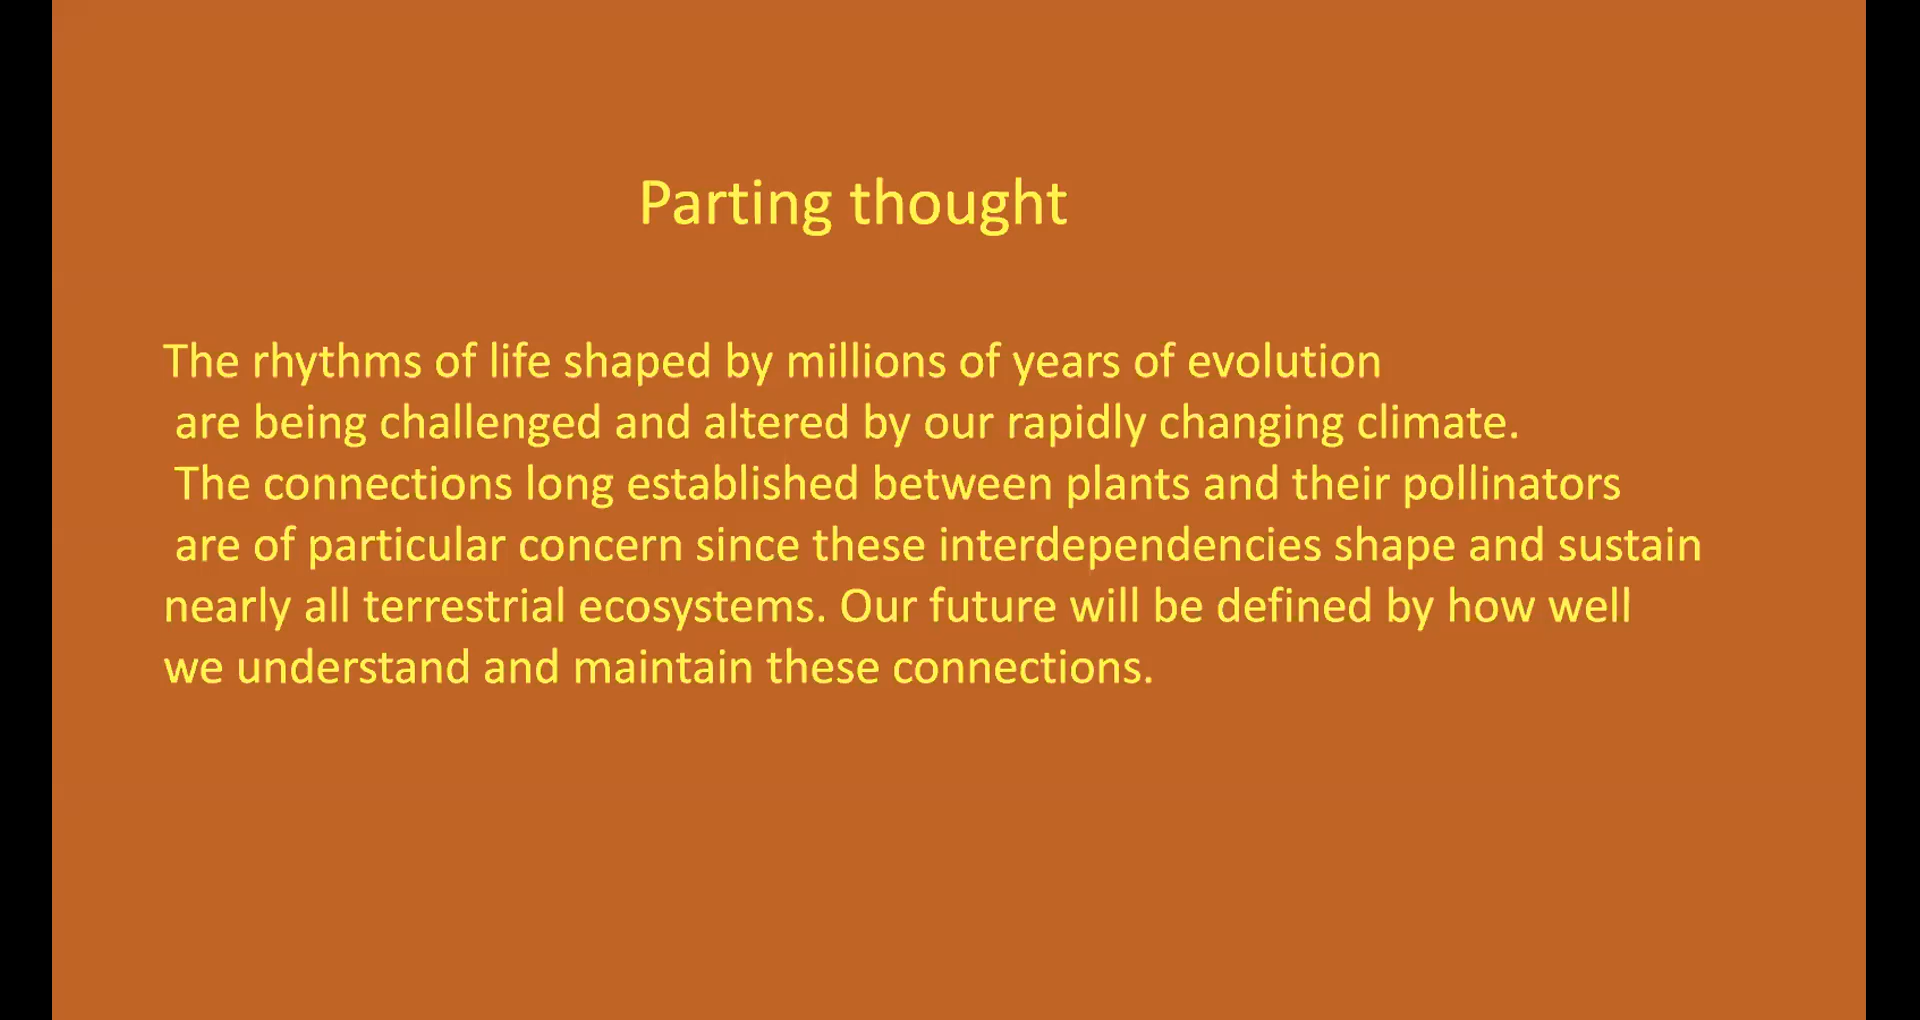 Parting thought
The rhythms of life shaped by millions of years of evolution
are being challenged and altered by our rapidly changing climate.
The connections long established between plants and their pollinators
are of particular concern since these interdependencies shape and sustain
nearly all terrestrial ecosystems. Our future will be defined by how well
we understand and maintain these connections.